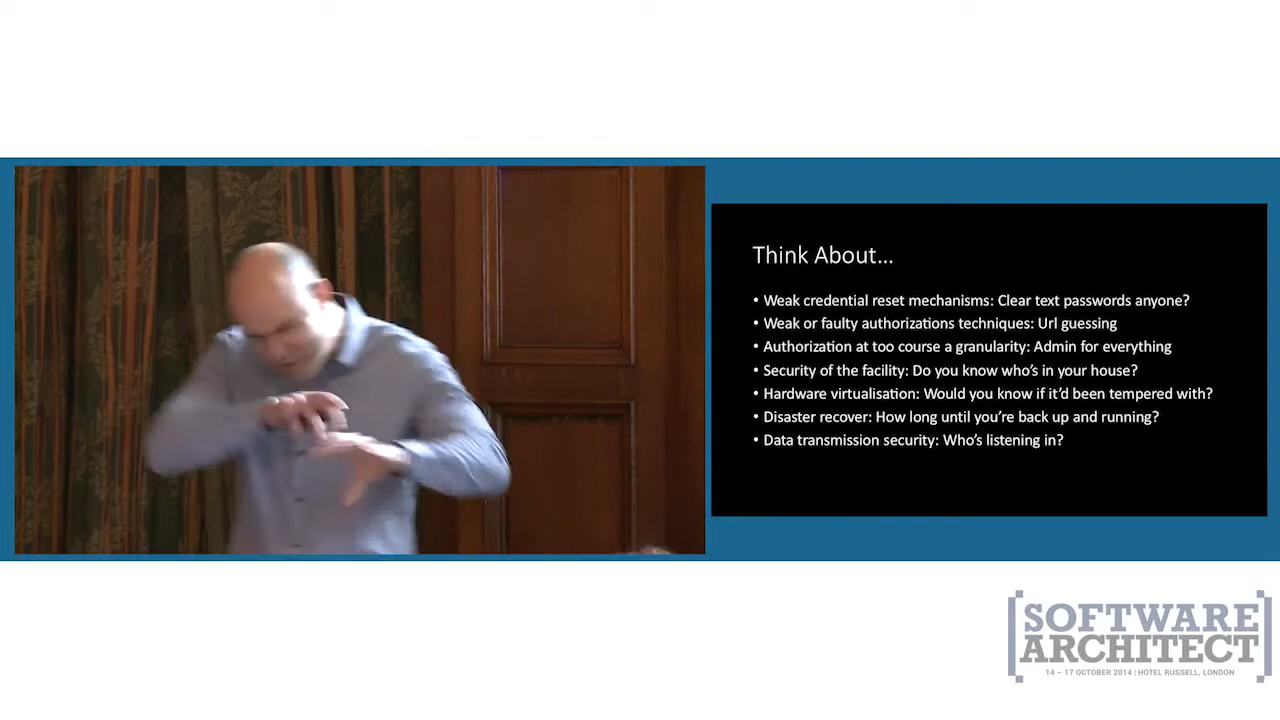 Think About...
• Weak credential reset mechanisms: Clear text passwords anyone?
• Weak or faulty authorizations techniques: Url guessing
• Authorization at too course a granularity: Admin for everything
• Security of the facility: Do you know who's in your house?
• Hardware virtualisation: Would you know if it'd been tempered with?
• Disaster recover: How long until you're back up and running?
• Data transmission security: Who's listening in?
[SOFTWARE
ARCHITECT]
14 – 17 OCTOBER 2014 | HOTEL RUSSELL, LONDON